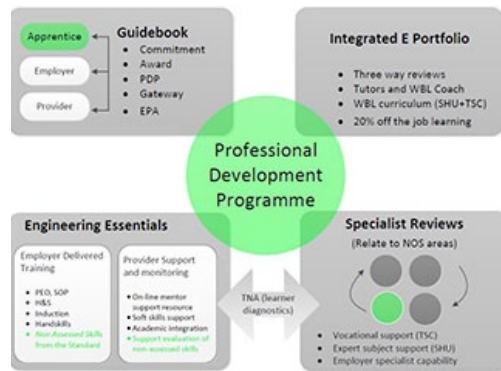 Guidebook
Apprentice
Employer
Provider
• Commitment
• Award
• PDP
• Gateway
• EPA
Integrated E Portfolio
• Three way reviews
• Tutors and WBL Coach
• WBL curriculum (SHU+TSC)
• 20% off the job learning
Professional
Development
Programme
Engineering Essentials
Employer Delivered
Training
• PEO, SOP
• H&S
• Induction
• Handskills
• Non Assessed Skills
from the Standard
Provider Support
and monitoring
• On-line mentor
support resource
• Soft skills support
• Academic integration
• Support evaluation of
non-assessed skills
TNA (learner
diagnostics)
Specialist Reviews
(Relate to NOS areas)
• Vocational support (TSC)
• Expert subject support (SHU)
• Employer specialist capability